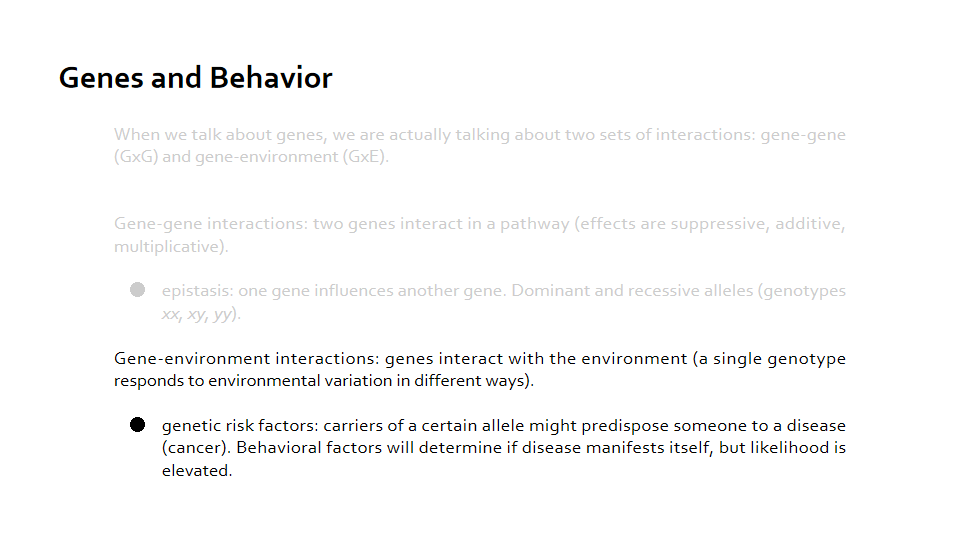 Genes and Behavior
When we talk about genes, we are actually talking about two sets of interactions: gene-gene
(GxG) and gene-environment (GxE).
Gene-gene interactions: two genes interact in a pathway (effects are suppressive, additive,
multiplicative).
epistasis: one gene influences another gene. Dominant and recessive alleles (genotypes
xx, xy, yy).
Gene-environment interactions: genes interact with the environment (a single genotype
responds to environmental variation in different ways).
genetic risk factors: carriers of a certain allele might predispose someone to a disease
(cancer). Behavioral factors will determine if disease manifests itself, but likelihood is
elevated.